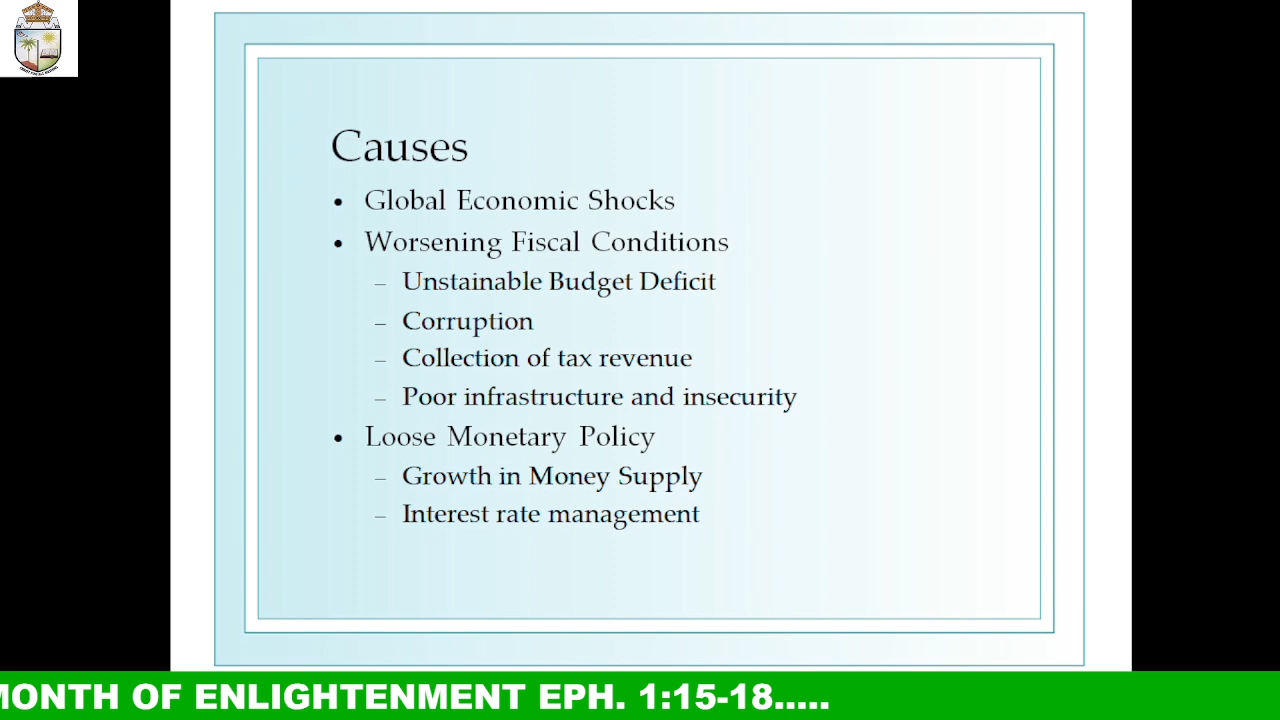 Causes
• Global Economic Shocks
• Worsening Fiscal Conditions
– Unstainable Budget Deficit
– Corruption
– Collection of tax revenue
– Poor infrastructure and insecurity
• Loose Monetary Policy
– Growth in Money Supply
– Interest rate management
MONTH OF ENLIGHTENMENT EPH. 1:15-18.....